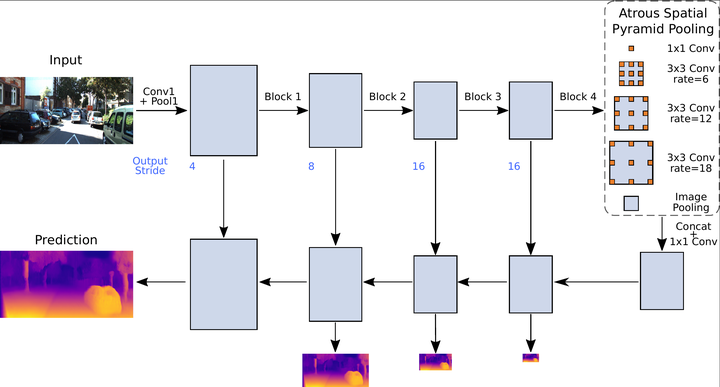 Atrous Spatial
Pyramid Pooling
Input
1x1 Conv
3x3 Conv
rate=6
Conv1
+ Pool1
Block 1
Block 2
Block 3
Block 4
3x3 Conv
rate=12
Output
Stride
4
8
16
16
3x3 Conv
rate=18
Image
Pooling
Prediction
Concat
+
1x1 Conv